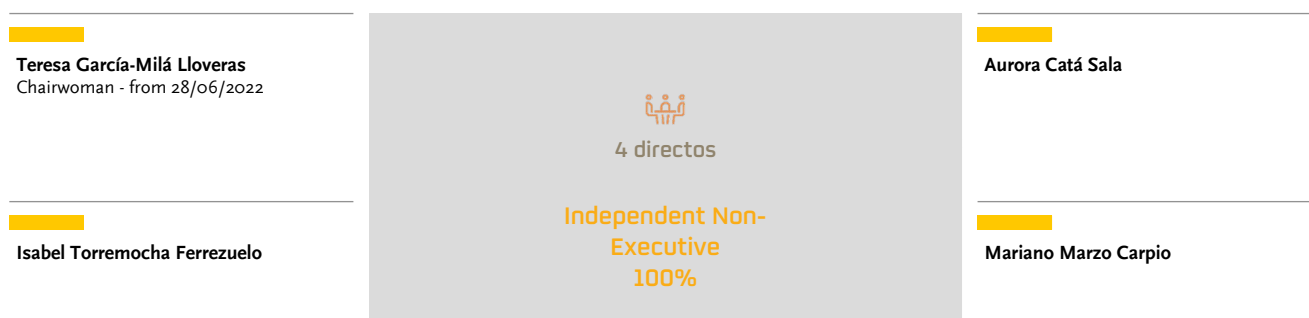 Teresa García-Milá Lloveras
Chairwoman - from 28/06/2022
Isabel Torremocha Ferrezuelo
4 directos
Independent Non-
Executive
100%
Aurora Catá Sala
Mariano Marzo Carpio